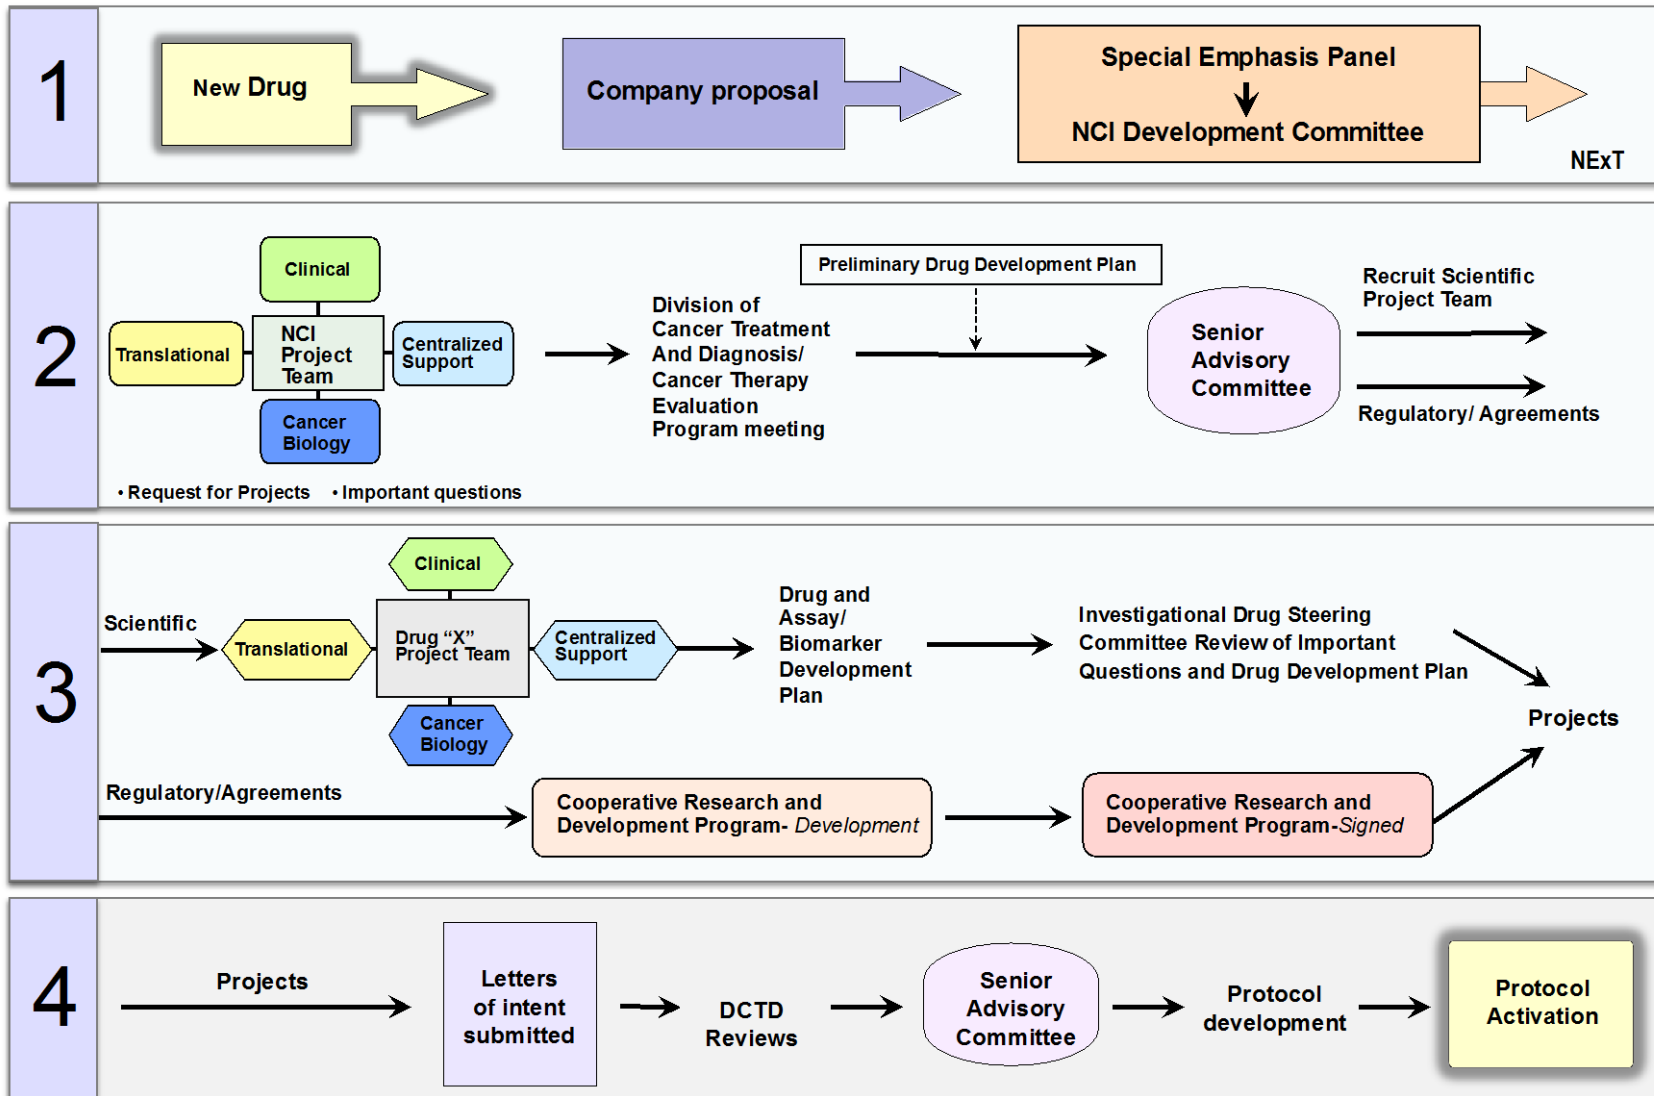 1
New Drug
Company proposal
Special Emphasis Panel
NCI Development Committee
NExT
2
Clinical
Translational
NCI
Project
Team
Centralized
Support
Cancer
Biology
• Request for Projects • Important questions
Division of
Cancer Treatment
And Diagnosis/
Cancer Therapy
Evaluation
Program meeting
Preliminary Drug Development Plan
Senior
Advisory
Committee
Recruit Scientific
Project Team
Regulatory/ Agreements
3
Scientific
Clinical
Translational
Drug “X”
Project Team
Centralized
Support
Cancer
Biology
Drug and
Assay/
Biomarker
Development
Plan
Investigational Drug Steering
Committee Review of Important
Questions and Drug Development Plan
Projects
Regulatory/Agreements
Cooperative Research and
Development Program- Development
Cooperative Research and
Development Program-Signed
4
Projects
Letters
of intent
submitted
DCTD
Reviews
Senior
Advisory
Committee
Protocol
development
Protocol
Activation